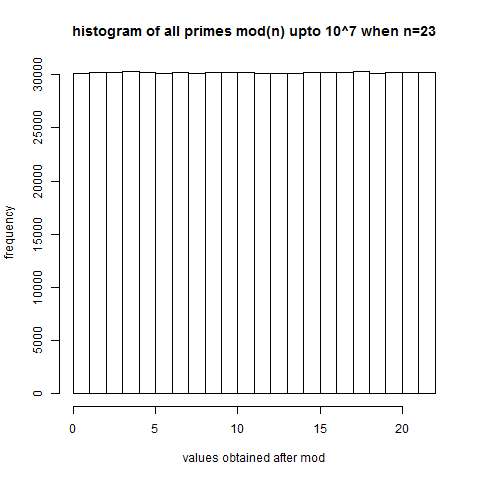 histogram of all primes mod(n) upto 10^7 when n=23
frequency
30000
25000
20000
15000
10000
5000
0
0 5 10 15 20
values obtained after mod